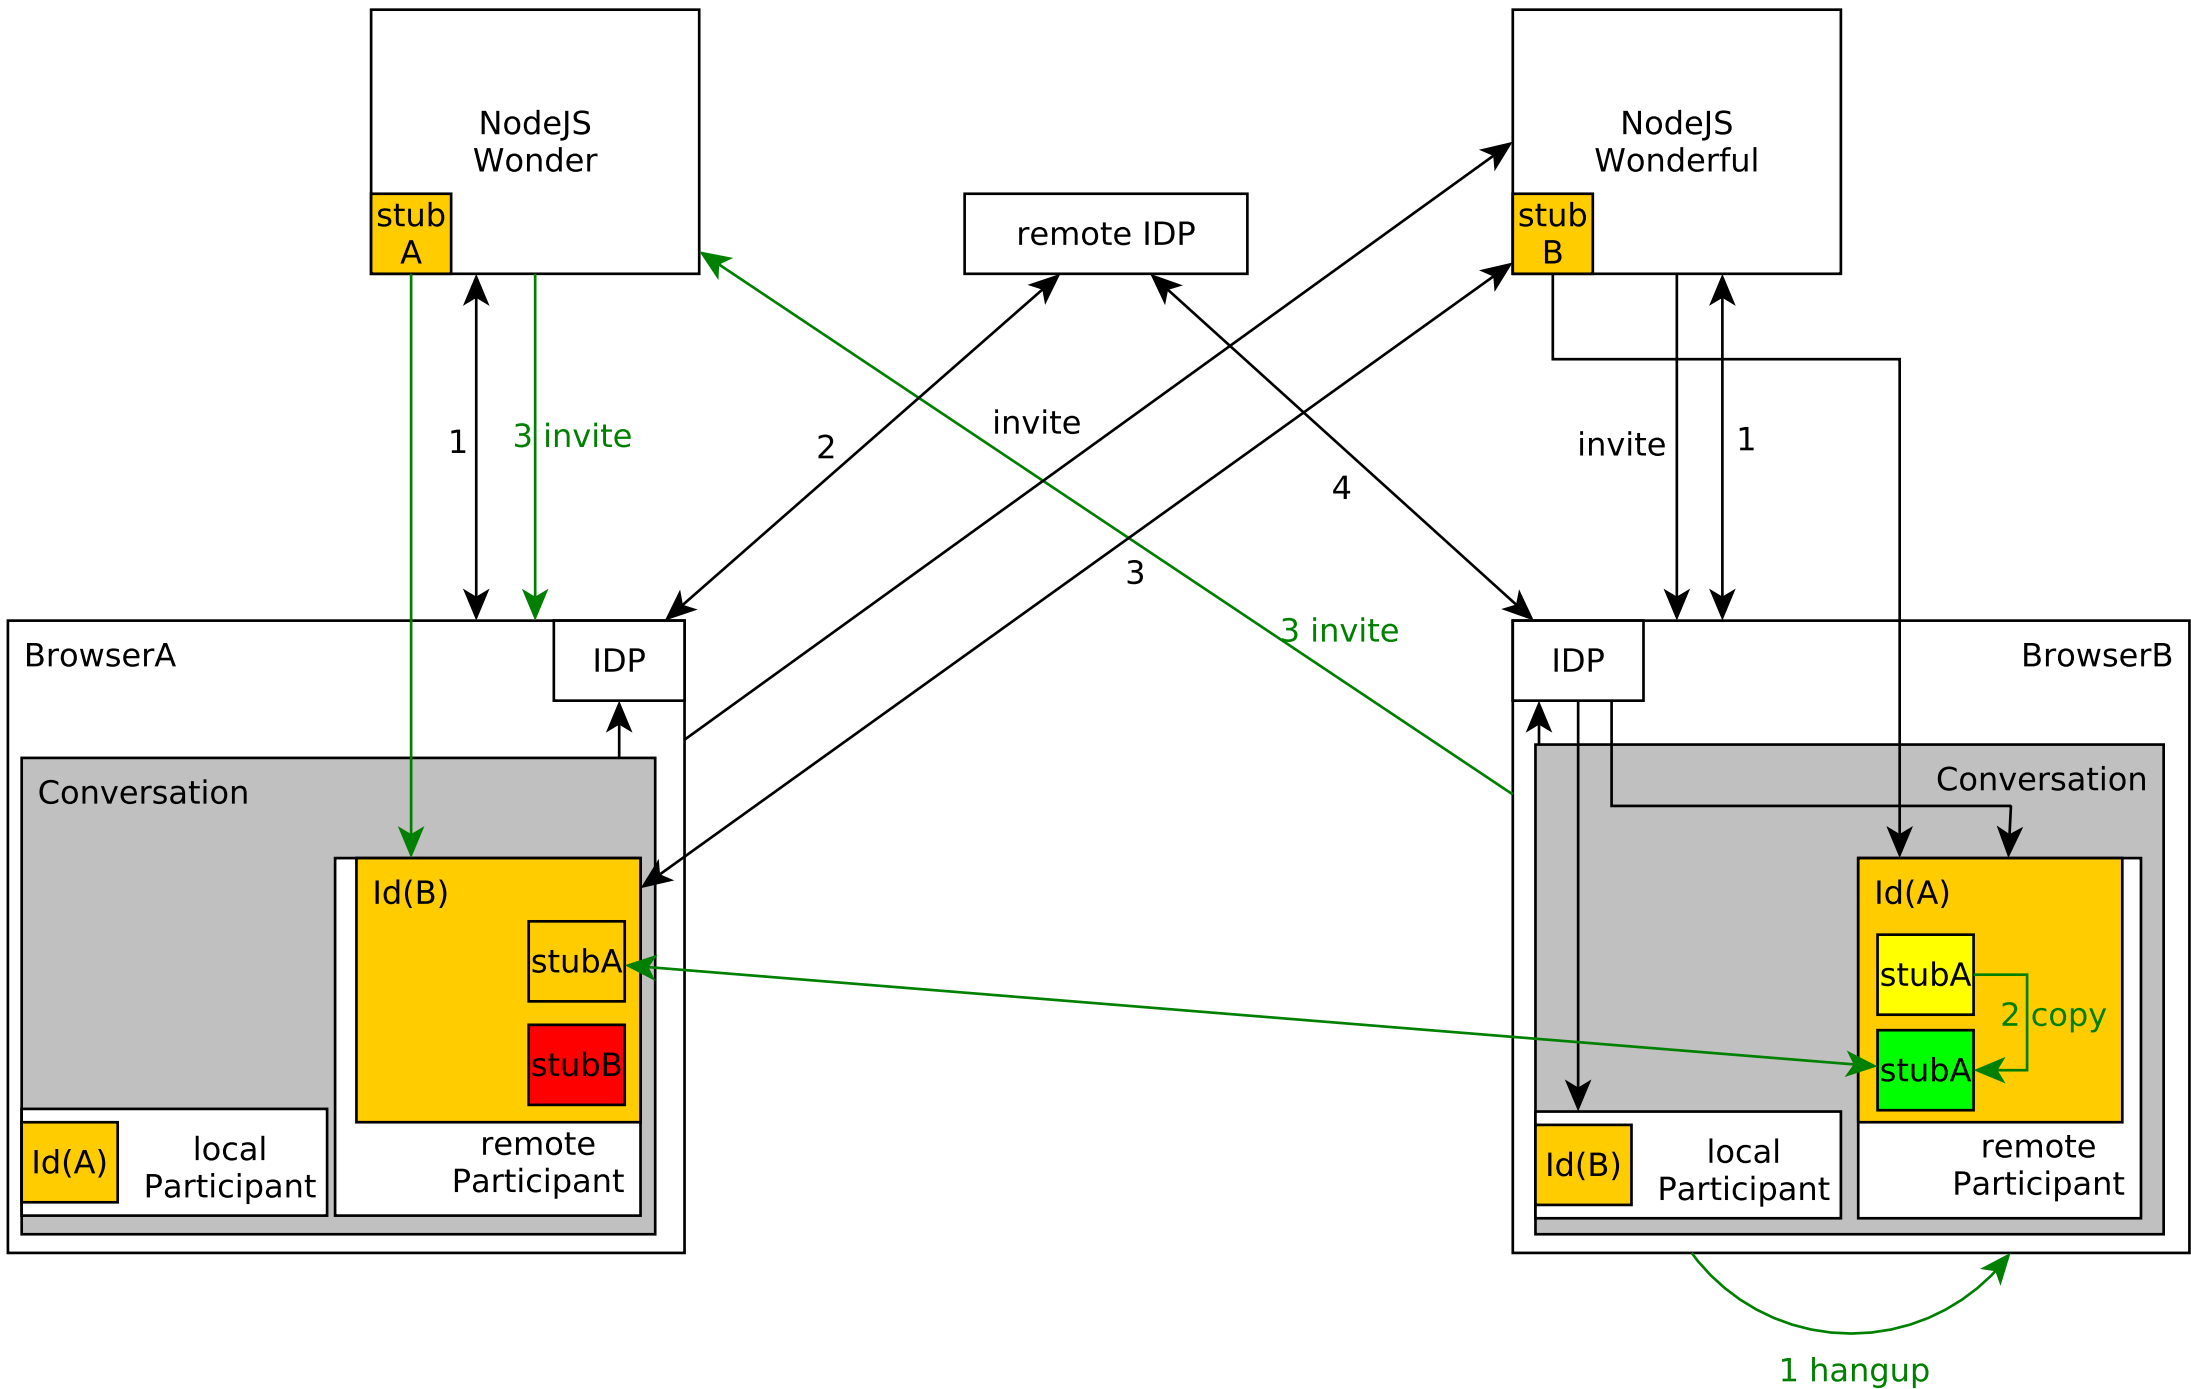 NodeJS
Wonder
stub
A
remote IDP
NodeJS
Wonderful
stub
B
1
3 invite
2
invite
4
3
3 invite
invite
1
BrowserA
IDP
Conversation
Id(B)
stubA
stubB
remote
Participant
Id(A)
local
Participant
IDP
BrowserB
Conversation
Id(A)
stubA
2 copy
stubA
remote
Participant
Id(B)
local
Participant
1 hangup